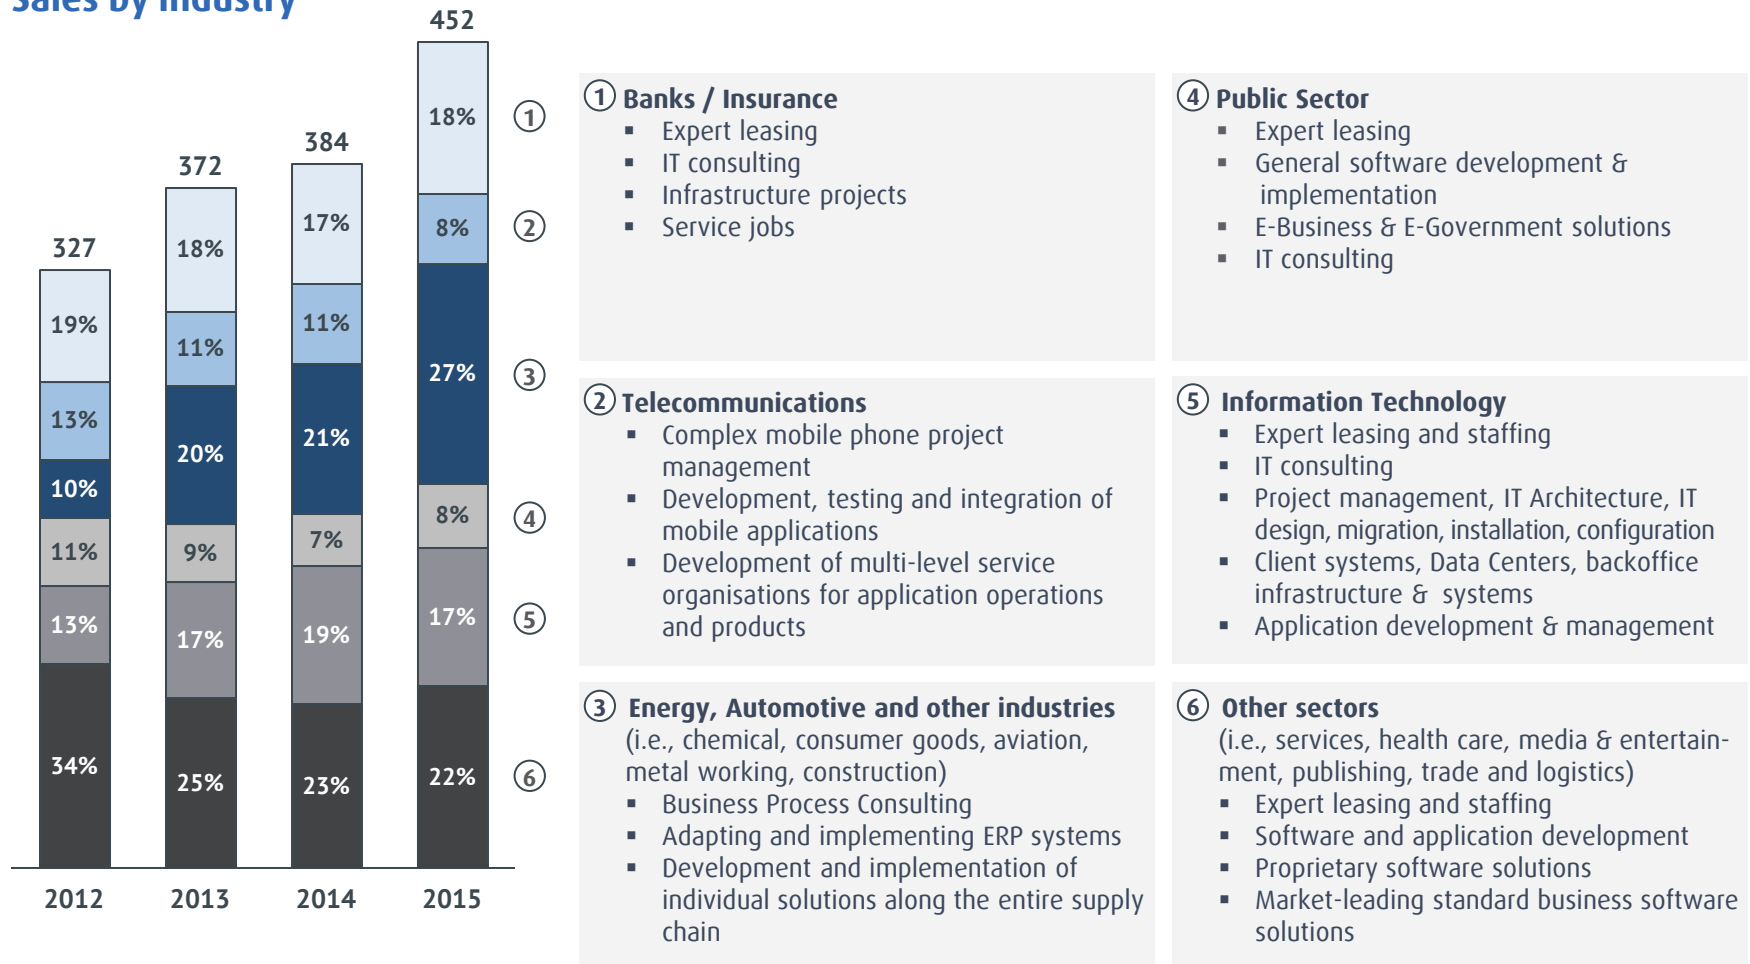 Sales by Industry
452
384
372
327
18%
8%
27%
8%
17%
22%
17%
11%
21%
7%
19%
23%
18%
11%
20%
9%
17%
25%
19%
13%
10%
11%
13%
34%
2012 2013 2014 2015
1
2
3
4
5
6
1 Banks / Insurance
▪ Expert leasing
▪ IT consulting
▪ Infrastructure projects
▪ Service jobs
2 Telecommunications
▪ Complex mobile phone project
management
▪ Development, testing and integration of
mobile applications
▪ Development of multi-level service
organisations for application operations
and products
3 Energy, Automotive and other industries
(i.e., chemical, consumer goods, aviation,
metal working, construction)
▪ Business Process Consulting
▪ Adapting and implementing ERP systems
▪ Development and implementation of
individual solutions along the entire supply
chain
4 Public Sector
▪ Expert leasing
▪ General software development &
implementation
▪ E-Business & E-Government solutions
▪ IT consulting
5 Information Technology
▪ Expert leasing and staffing
▪ IT consulting
▪ Project management, IT Architecture, IT
design, migration, installation, configuration
▪ Client systems, Data Centers, backoffice
infrastructure & systems
▪ Application development & management
6 Other sectors
(i.e., services, health care, media & entertain-
ment, publishing, trade and logistics)
▪ Expert leasing and staffing
▪ Software and application development
▪ Proprietary software solutions
▪ Market-leading standard business software
solutions